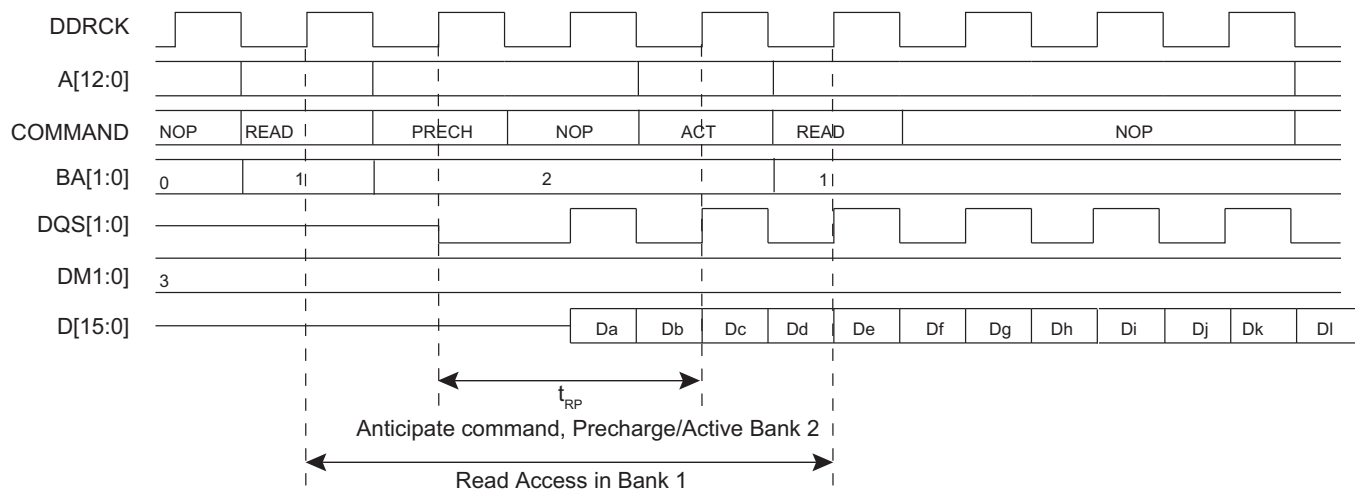 DDRCK
A[12:0]
COMMAND NOP READ PRECH NOP ACT READ NOP
BA[1:0] 0 1 2 1
DQS[1:0]
DM1:0] 3
D[15:0] Da Db Dc Dd De Df Dg Dh Di Dj Dk Dl
tRP
Anticipate command, Precharge/Active Bank 2
Read Access in Bank 1